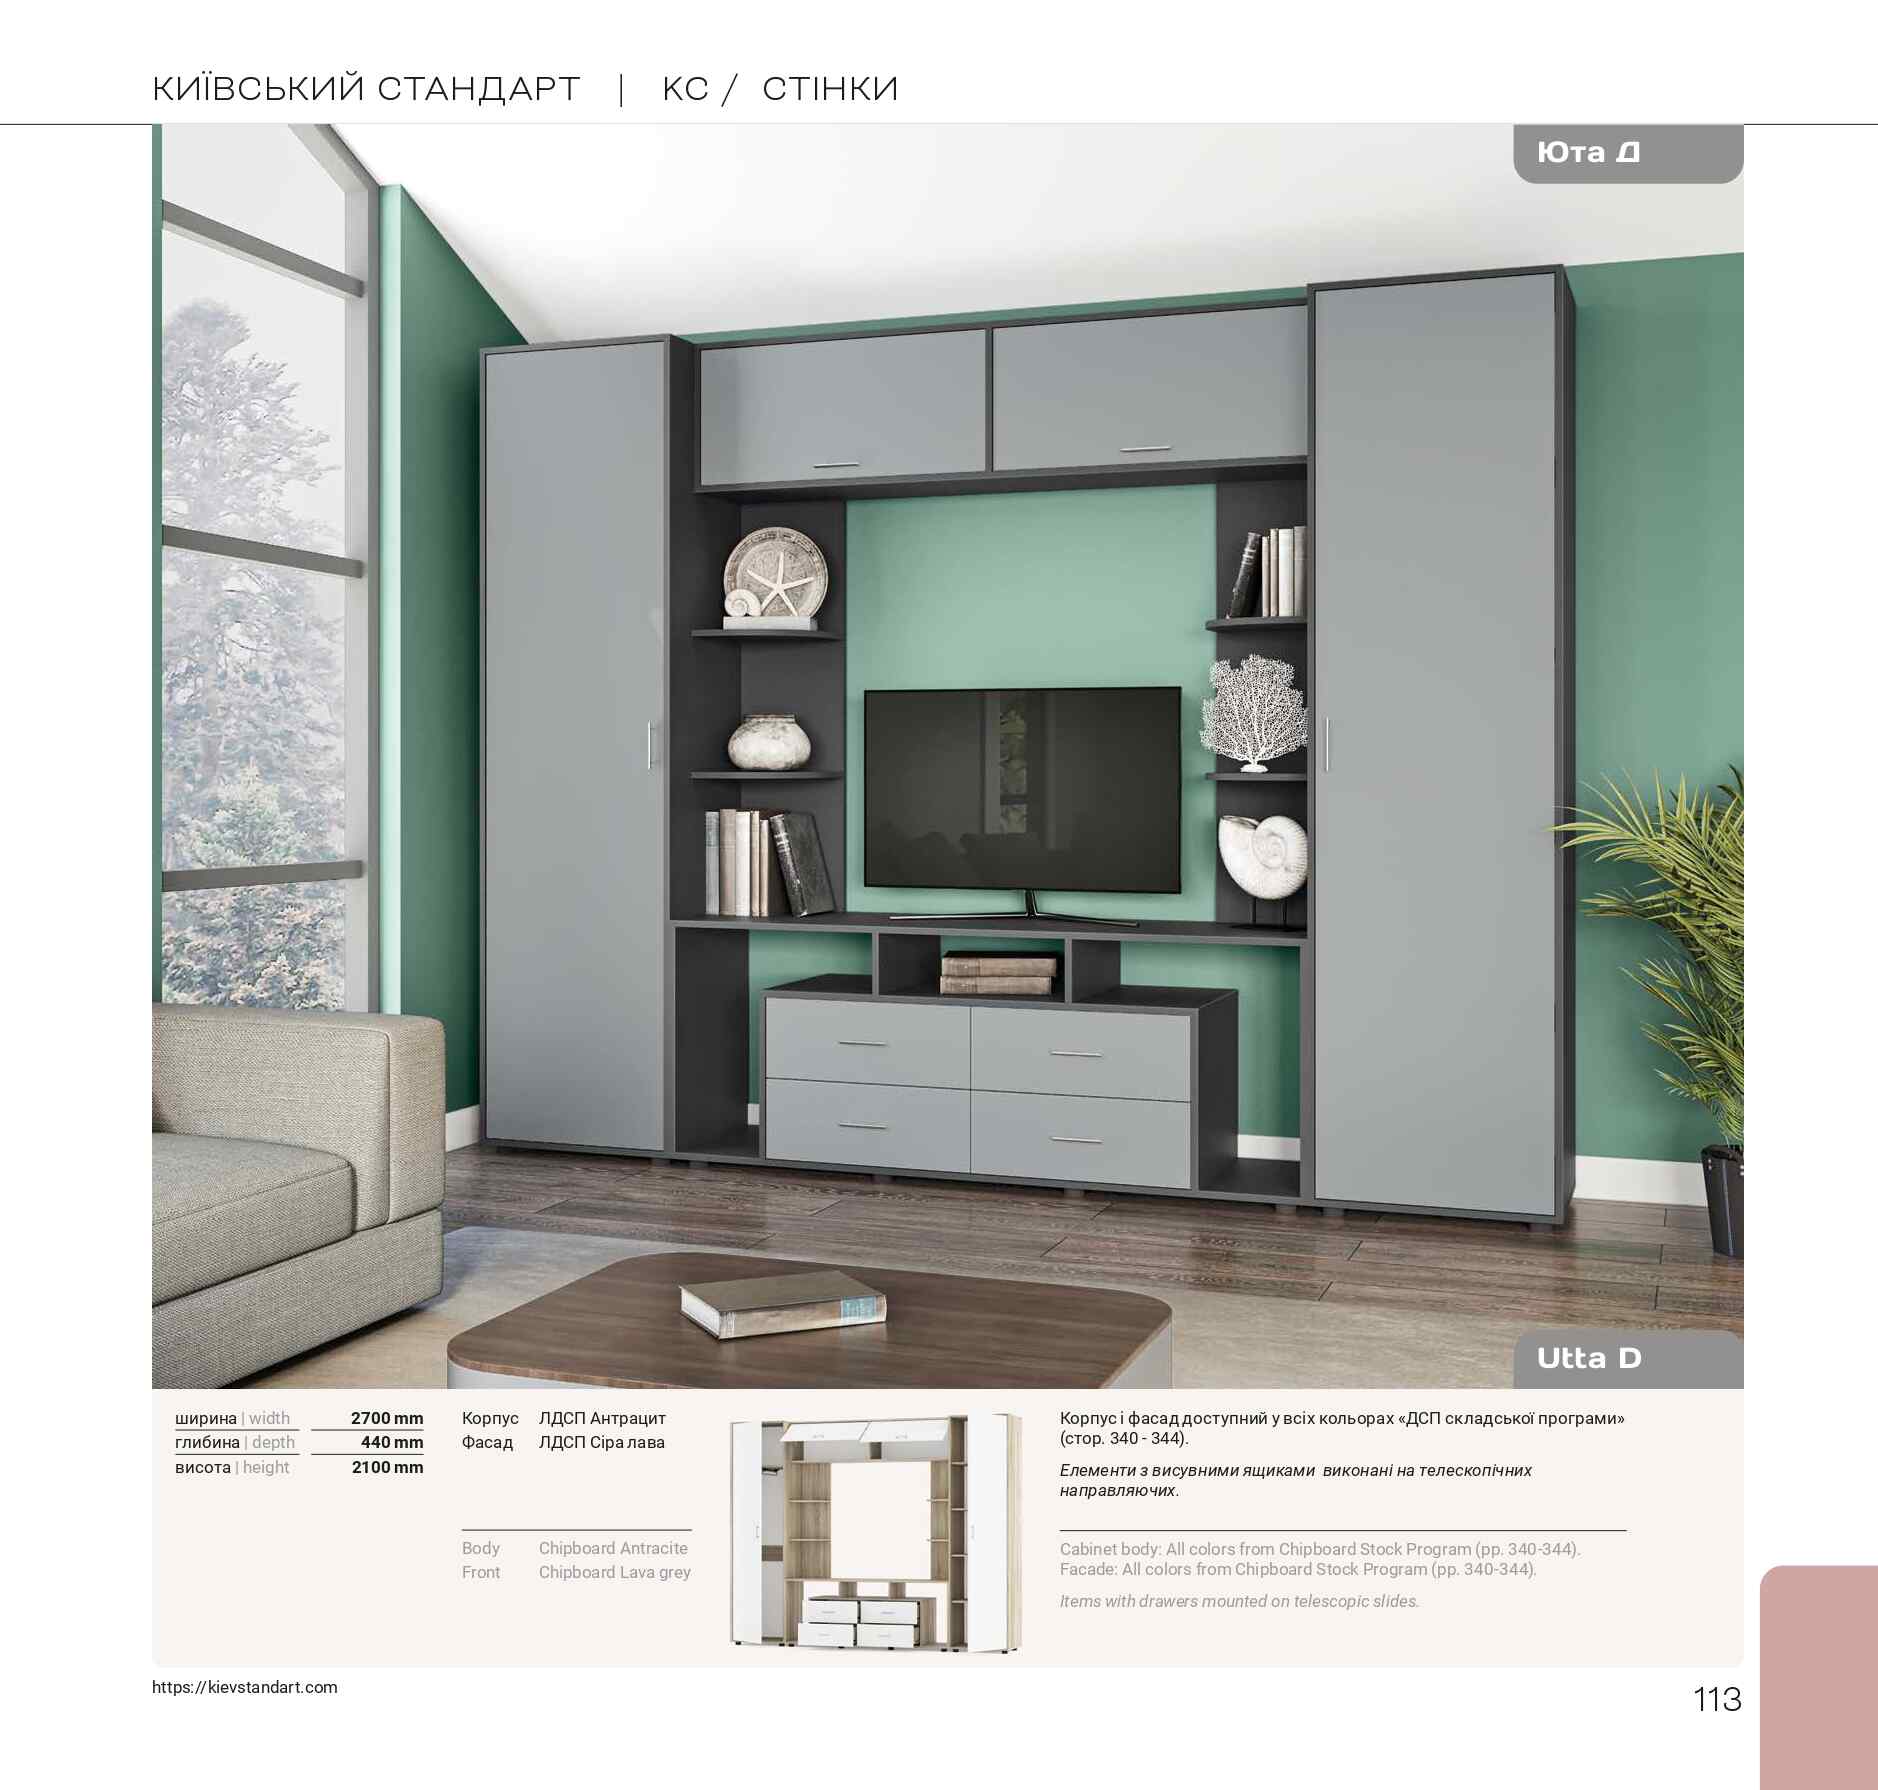 КИЇВСЬКИЙ СТАНДАРТ | КС / СТІНКИ
Юта Д
Utta D
ширина | width 2700 mm
глибина | depth 440 mm
висота | height 2100 mm
Корпус ЛДСП Антрацит
Фасад ЛДСП Сіра лава
Body Chipboard Antracite
Front Chipboard Lava grey
Корпус і фасад доступний у всіх кольорах «ДСП складської програми»
(стор. 340 - 344).
Елементи з висувними ящиками виконані на телескопічних
направляючих.
Cabinet body: All colors from Chipboard Stock Program (pp. 340-344).
Facade: All colors from Chipboard Stock Program (pp. 340-344).
Items with drawers mounted on telescopic slides.
https://kievstandart.com
113